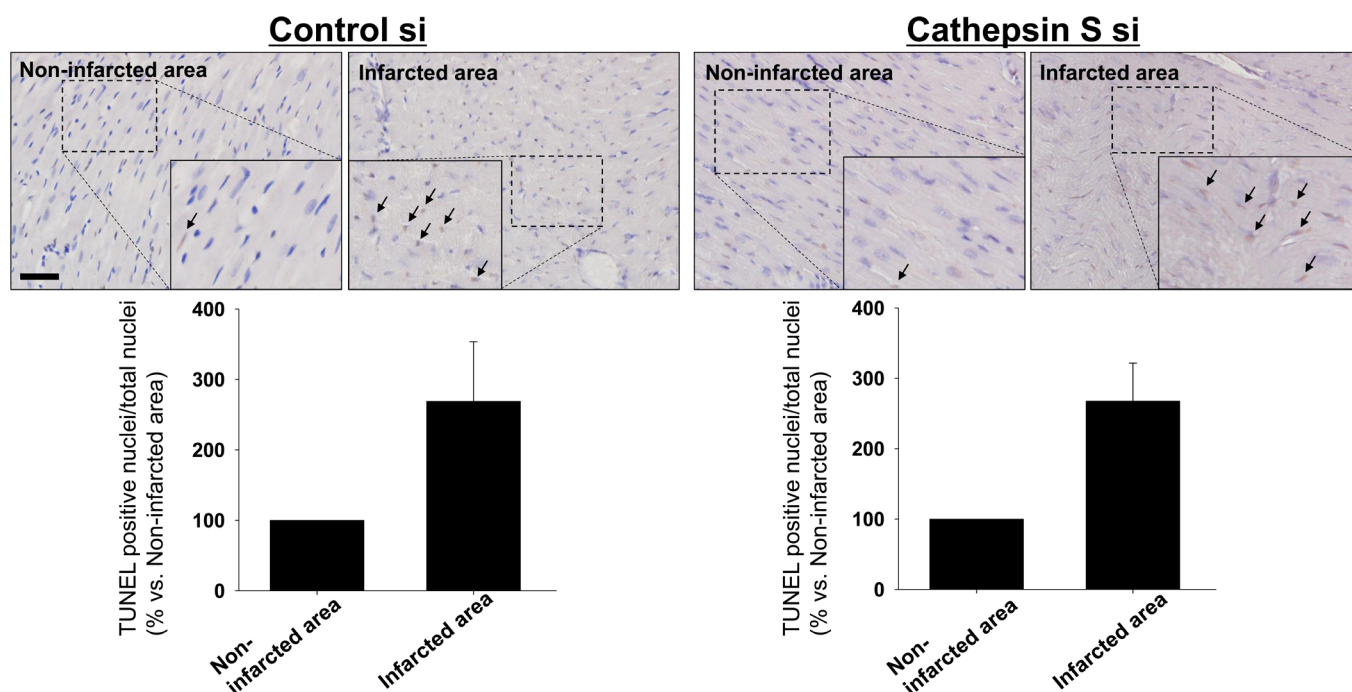 Control si
Cathepsin S si
Non-infarcted area
Infarcted area
Non-infarcted area
Infarcted area
TUNEL positive nuclei/total nuclei
(% vs. Non-infarcted area)
400
300
200
100
0
Non-
infarcted area
Infarcted area
TUNEL positive nuclei/total nuclei
(% vs. Non-infarcted area)
400
300
200
100
0
Non-
infarcted area
Infarcted area